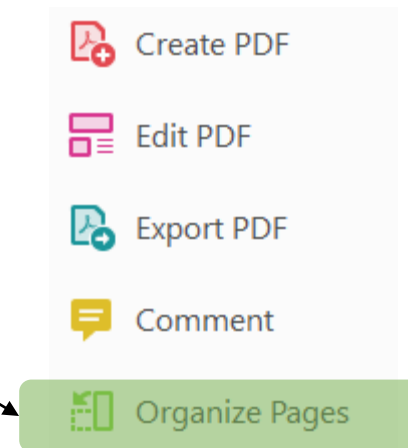 Create PDF
Edit PDF
Export PDF
Comment
Organize Pages